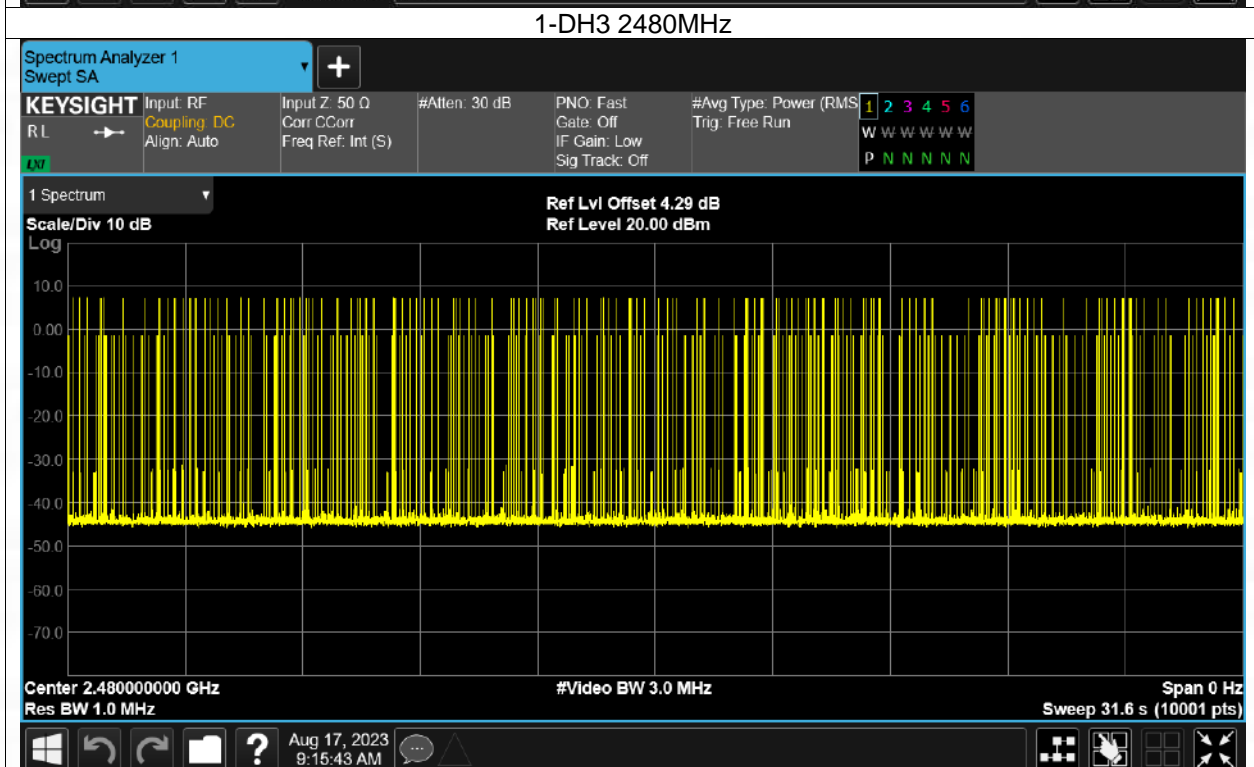 1-DH3 2480MHz
Spectrum Analyzer 1
Swept SA
+
KEYSIGHT
RL
LXI
Input: RF
Coupling: DC
Align: Auto
Input Z: 50 Ω
Corr CCorr
Freq Ref: Int (S)
#Atten: 30 dB
PNO: Fast
Gate: Off
IF Gain: Low
Sig Track: Off
#Avg Type: Power (RMS
Trig: Free Run
1 2 3 4 5 6
W W W W W W
P N N N N N
1 Spectrum
Scale/Div 10 dB
Ref Lvl Offset 4.29 dB
Ref Level 20.00 dBm
Log
10.0
0.00
-10.0
-20.0
-30.0
-40.0
-50.0
-60.0
-70.0
Center 2.480000000 GHz
#Video BW 3.0 MHz
Span 0 Hz
Res BW 1.0 MHz
Sweep 31.6 s (10001 pts)
?
Aug 17, 2023
9:15:43 AM